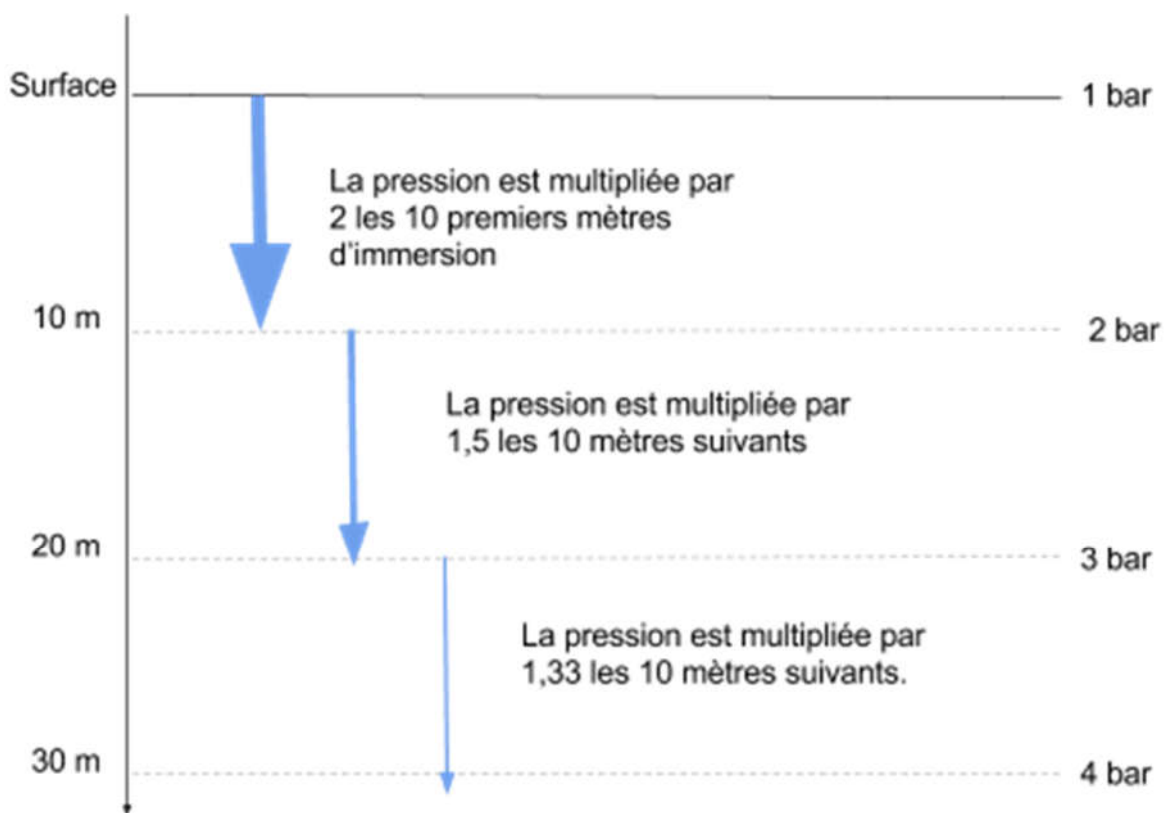 Surface
1 bar
La pression est multipliée par
2 les 10 premiers mètres
d'immersion
10 m
2 bar
La pression est multipliée par
1,5 les 10 mètres suivants
20 m
3 bar
La pression est multipliée par
1,33 les 10 mètres suivants.
30 m
4 bar